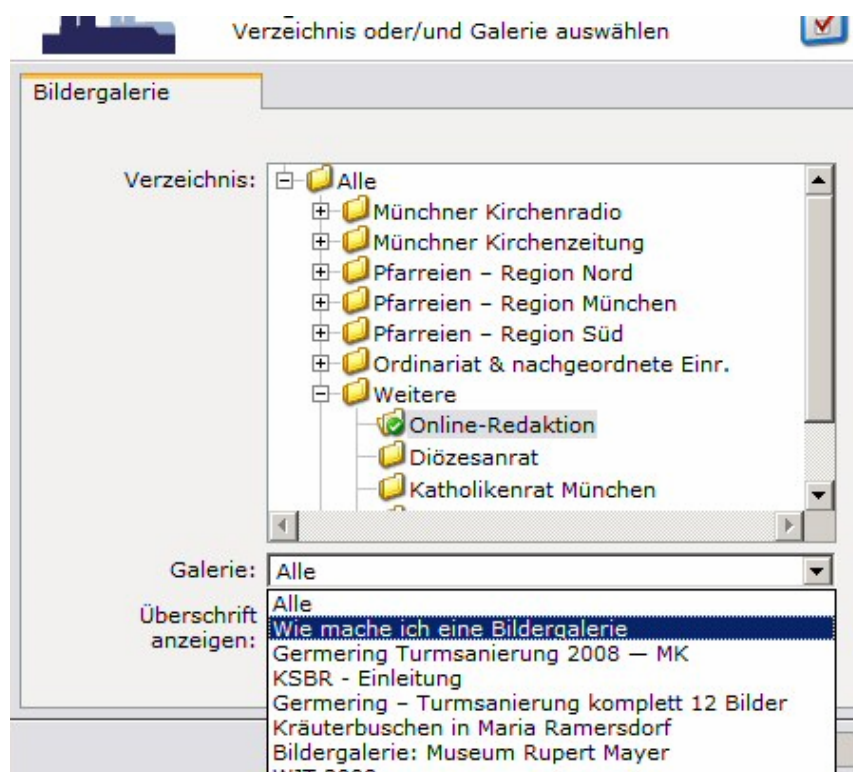 Verzeichnis oder/und Galerie auswählen
Bildergalerie
Verzeichnis:
Alle
Münchner Kirchenradio
Münchner Kirchenzeitung
Pfarreien – Region Nord
Pfarreien – Region München
Pfarreien – Region Süd
Ordinariat & nachgeordnete Einr.
Weitere
Online-Redaktion
Diözesanrat
Katholikenrat München
Galerie: Alle
Überschrift
anzeigen:
Alle
Wie mache ich eine Bildergalerie
Germering Turmsanierung 2008 — MK
KSBR - Einleitung
Germering – Turmsanierung komplett 12 Bilder
Kräuterbuschen in Maria Ramersdorf
Bildergalerie: Museum Rupert Mayer